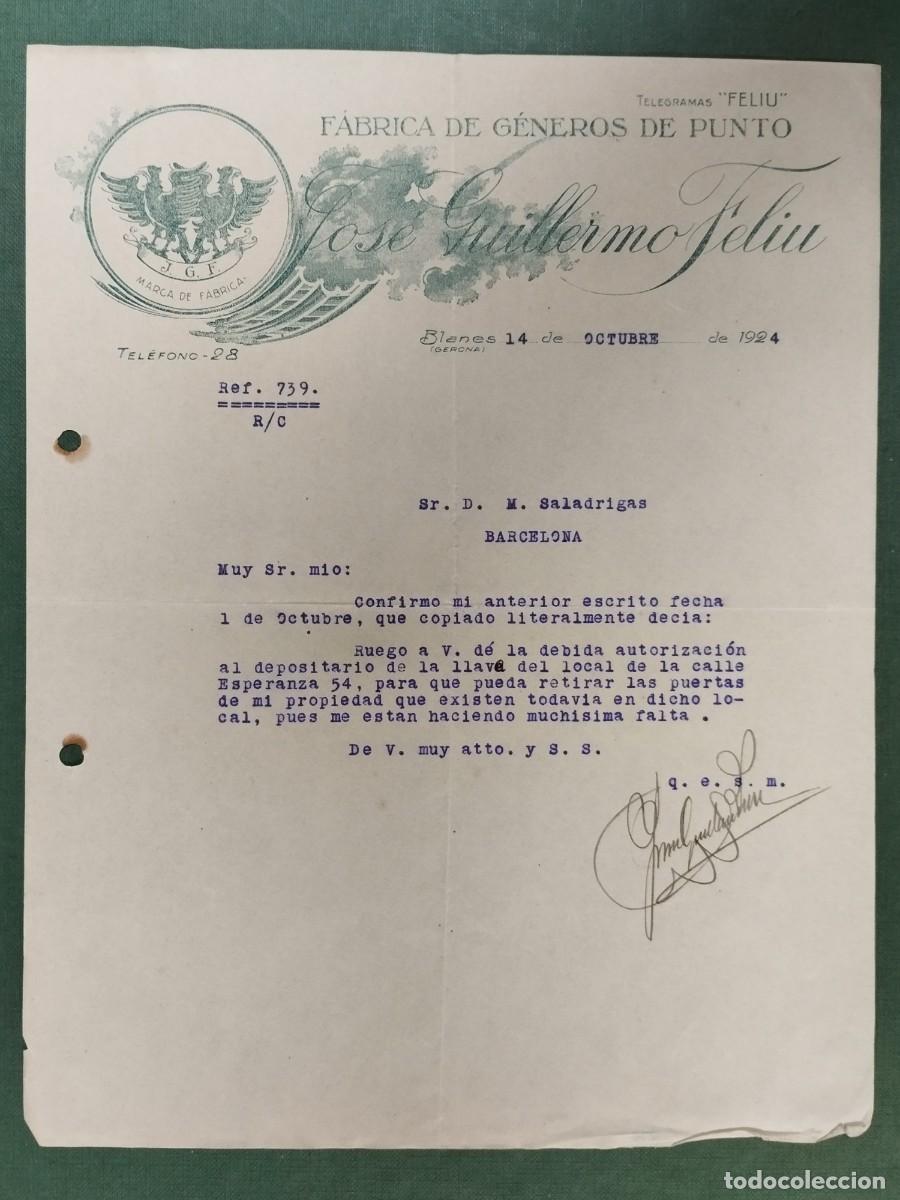 TELEGRAMAS "FELIU"
FÁBRICA DE GÉNEROS DE PUNTO
José Guillermo Feliu
J. G. F.
MARCA DE FÁBRICA
TELÉFONO-28
Blanes 14 de OCTUBRE de 1924
(GERONA)
Ref. 739.
=========
R/C
Sr. D. M. Saladrigas
BARCELONA
Muy Sr. mio:
Confirmo mi anterior escrito fecha
1 de Octubre, que copiado literalmente decia:
Ruego a V. dé la debida autorización
al depositario de la llave del local de la calle
Esperanza 54, para que pueda retirar las puertas
de mi propiedad que existen todavia en dicho lo-
cal, pues me estan haciendo muchisima falta .
De V. muy atto. y S. S.
q. e. s. m.
todocoleccion